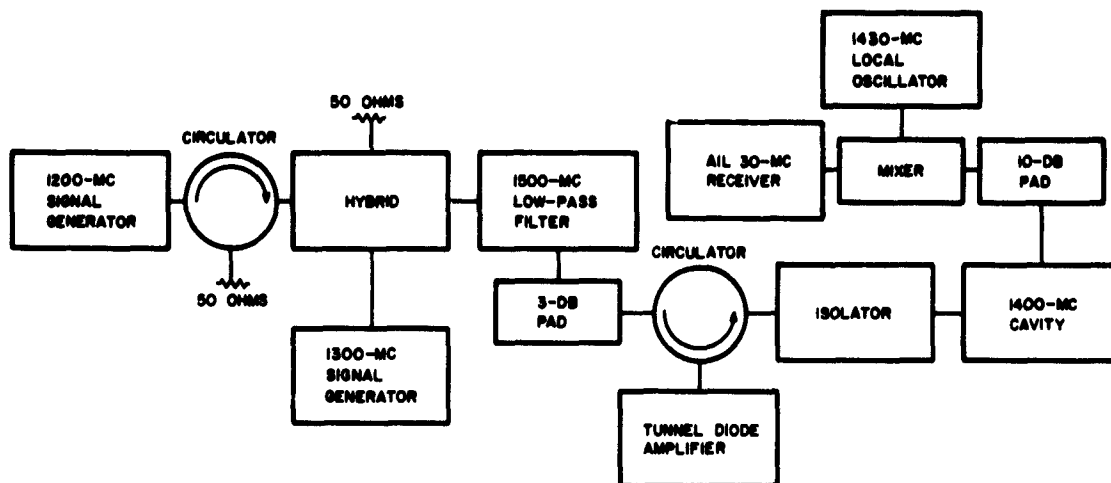 1430-MC
LOCAL
OSCILLATOR
50 OHMS
CIRCULATOR
1200-MC
SIGNAL
GENERATOR
HYBRID
1500-MC
LOW-PASS
FILTER
AIL 30-MC
RECEIVER
MIXER
10-DB
PAD
50 OHMS
CIRCULATOR
3-DB
PAD
ISOLATOR
1400-MC
CAVITY
1300-MC
SIGNAL
GENERATOR
TUNNEL DIODE
AMPLIFIER